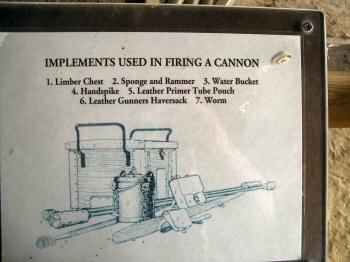 IMPLEMENTS USED IN FIRING A CANNON
1. Limber Chest 2. Sponge and Rammer 3. Water Bucket
4. Handspike 5. Leather Primer Tube Pouch
6. Leather Gunners Haversack 7. Worm